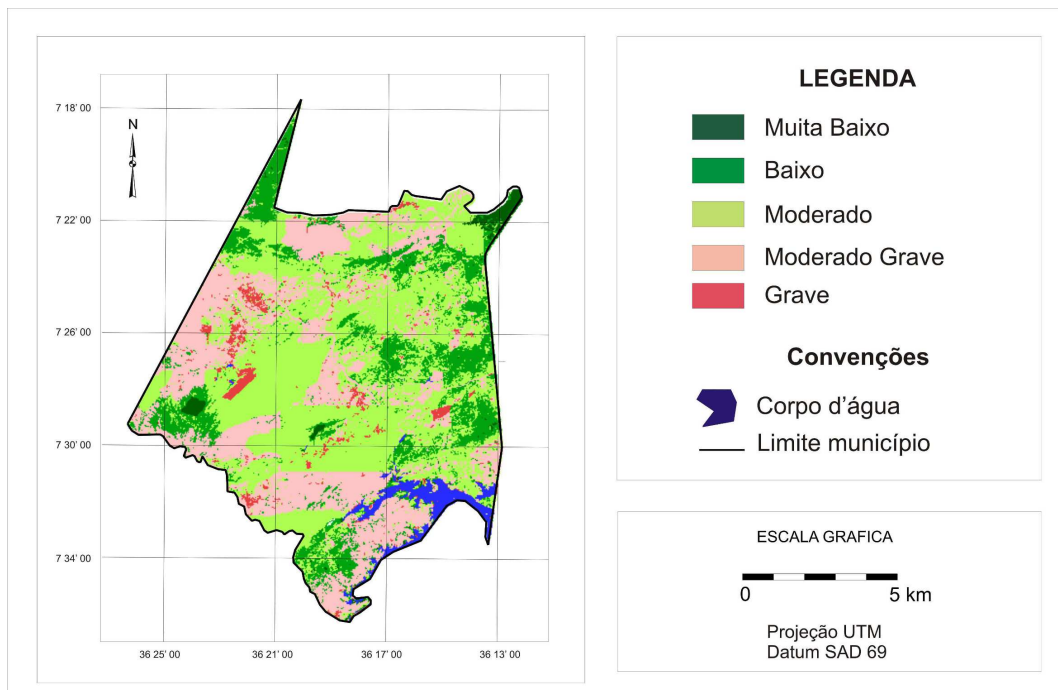 7 18' 00
7 22' 00
7 26' 00
7 30' 00
7 34' 00
N
36 25' 00
36 21' 00
36 17' 00
36 13' 00
LEGENDA
Muita Baixo
Baixo
Moderado
Moderado Grave
Grave
Convenções
Corpo d'água
Limite município
ESCALA GRAFICA
0 5 km
Projeção UTM
Datum SAD 69